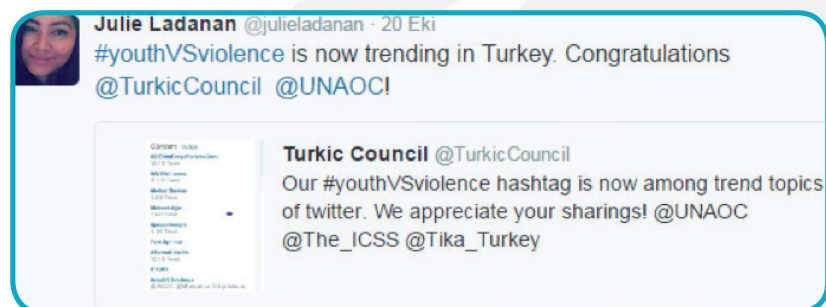 Julie Ladanan @julieladanan · 20 Eki
#youthVSviolence is now trending in Turkey. Congratulations
@TurkicCouncil @UNAOC!
Turkic Council @TurkicCouncil
Our #youthVSviolence hashtag is now among trend topics
of twitter. We appreciate your sharings! @UNAOC
@The_ICSS @Tika_Turkey